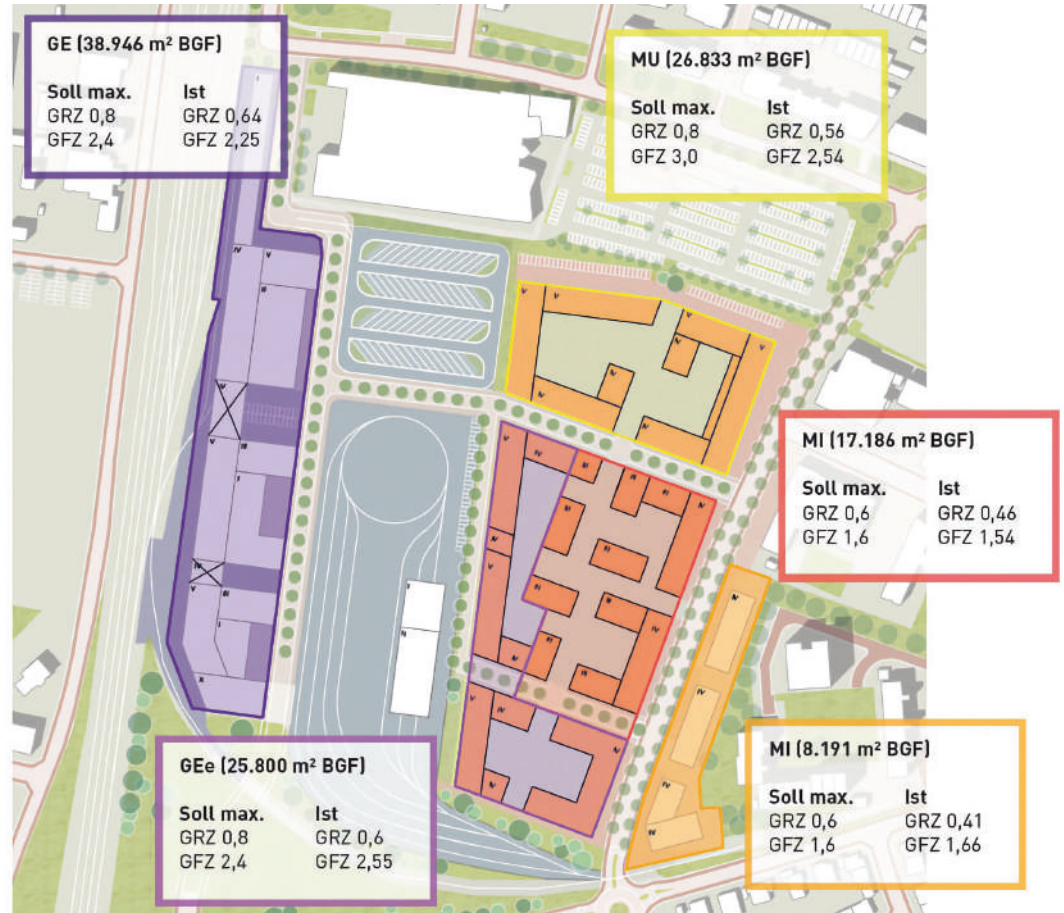 GE (38.946 m² BGF)
Soll max. Ist
GRZ 0,8 GRZ 0,64
GFZ 2,4 GFZ 2,25
MU (26.833 m² BGF)
Soll max. Ist
GRZ 0,8 GRZ 0,56
GFZ 3,0 GFZ 2,54
MI (17.186 m² BGF)
Soll max. Ist
GRZ 0,6 GRZ 0,46
GFZ 1,6 GFZ 1,54
GEe (25.800 m² BGF)
Soll max. Ist
GRZ 0,8 GRZ 0,6
GFZ 2,4 GFZ 2,55
MI (8.191 m² BGF)
Soll max. Ist
GRZ 0,6 GRZ 0,41
GFZ 1,6 GFZ 1,66